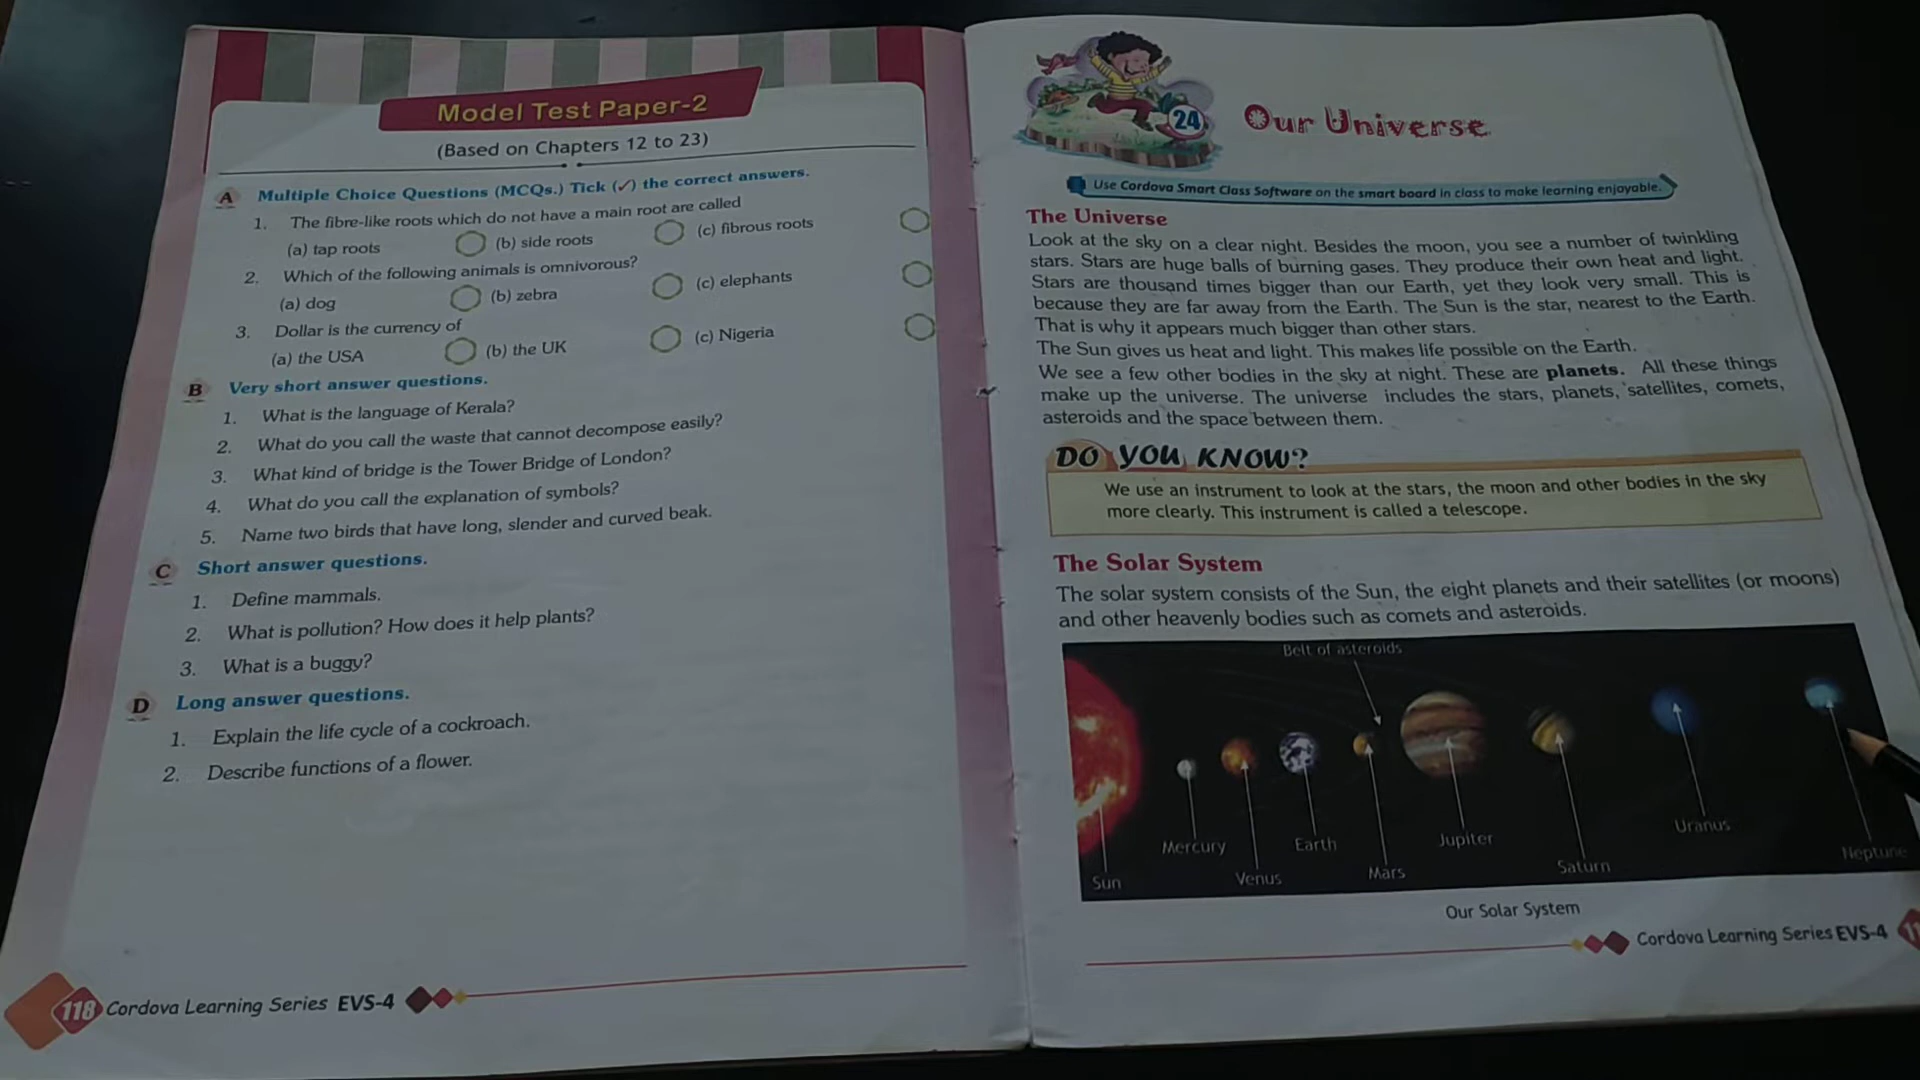 Model Test Paper-2
(Based on Chapters 12 to 23)
A Multiple Choice Questions (MCQs.) Tick (✓) the correct answers.
1. The fibre-like roots which do not have a main root are called
(a) tap roots (b) side roots (c) fibrous roots
2. Which of the following animals is omnivorous?
(a) dog (b) zebra (c) elephants
3. Dollar is the currency of
(a) the USA (b) the UK (c) Nigeria
B Very short answer questions.
1. What is the language of Kerala?
2. What do you call the waste that cannot decompose easily?
3. What kind of bridge is the Tower Bridge of London?
4. What do you call the explanation of symbols?
5. Name two birds that have long, slender and curved beak.
C Short answer questions.
1. Define mammals.
2. What is pollution? How does it help plants?
3. What is a buggy?
D Long answer questions.
1. Explain the life cycle of a cockroach.
2. Describe functions of a flower.
118 Cordova Learning Series EVS-4
24 Our Universe
Use Cordova Smart Class Software on the smart board in class to make learning enjoyable.
The Universe
Look at the sky on a clear night. Besides the moon, you see a number of twinkling
stars. Stars are huge balls of burning gases. They produce their own heat and light.
Stars are thousand times bigger than our Earth, yet they look very small. This is
because they are far away from the Earth. The Sun is the star, nearest to the Earth.
That is why it appears much bigger than other stars.
The Sun gives us heat and light. This makes life possible on the Earth.
We see a few other bodies in the sky at night. These are planets. All these things
make up the universe. The universe includes the stars, planets, satellites, comets,
asteroids and the space between them.
DO YOU KNOW?
We use an instrument to look at the stars, the moon and other bodies in the sky
more clearly. This instrument is called a telescope.
The Solar System
The solar system consists of the Sun, the eight planets and their satellites (or moons)
and other heavenly bodies such as comets and asteroids.
Belt of asteroids
Sun
Mercury
Venus
Earth
Mars
Jupiter
Saturn
Uranus
Neptune
Our Solar System
Cordova Learning Series EVS-4